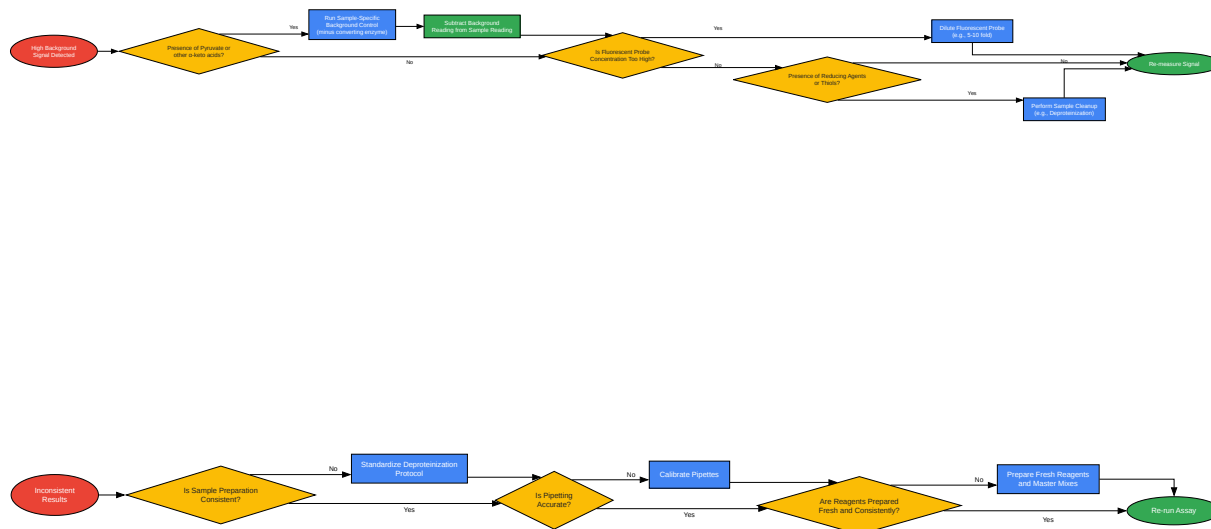 High Background
Signal Detected
Presence of Pyruvate or
other α-keto acids?
Yes
Run Sample-Specific
Background Control
(minus converting enzyme)
Subtract Background
Reading from Sample Reading
No
Is Fluorescent Probe
Concentration Too High?
Yes
Dilute Fluorescent Probe
(e.g., 5-10 fold)
No
Presence of Reducing Agents
or Thiols?
No
Yes
Perform Sample Cleanup
(e.g., Deproteinization)
Re-measure Signal
Inconsistent
Results
Is Sample Preparation
Consistent?
No
Standardize Deproteinization
Protocol
Yes
Is Pipetting
Accurate?
No
Calibrate Pipettes
Yes
Are Reagents Prepared
Fresh and Consistently?
No
Prepare Fresh Reagents
and Master Mixes
Yes
Re-run Assay